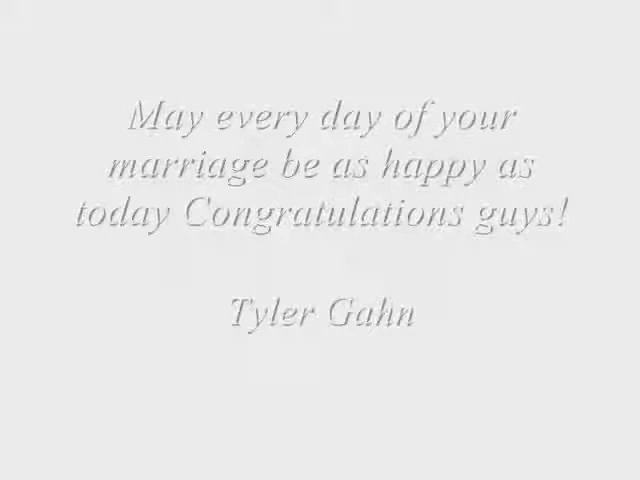 May every day of your
marriage be as happy as
today Congratulations guys!
Tyler Gahn